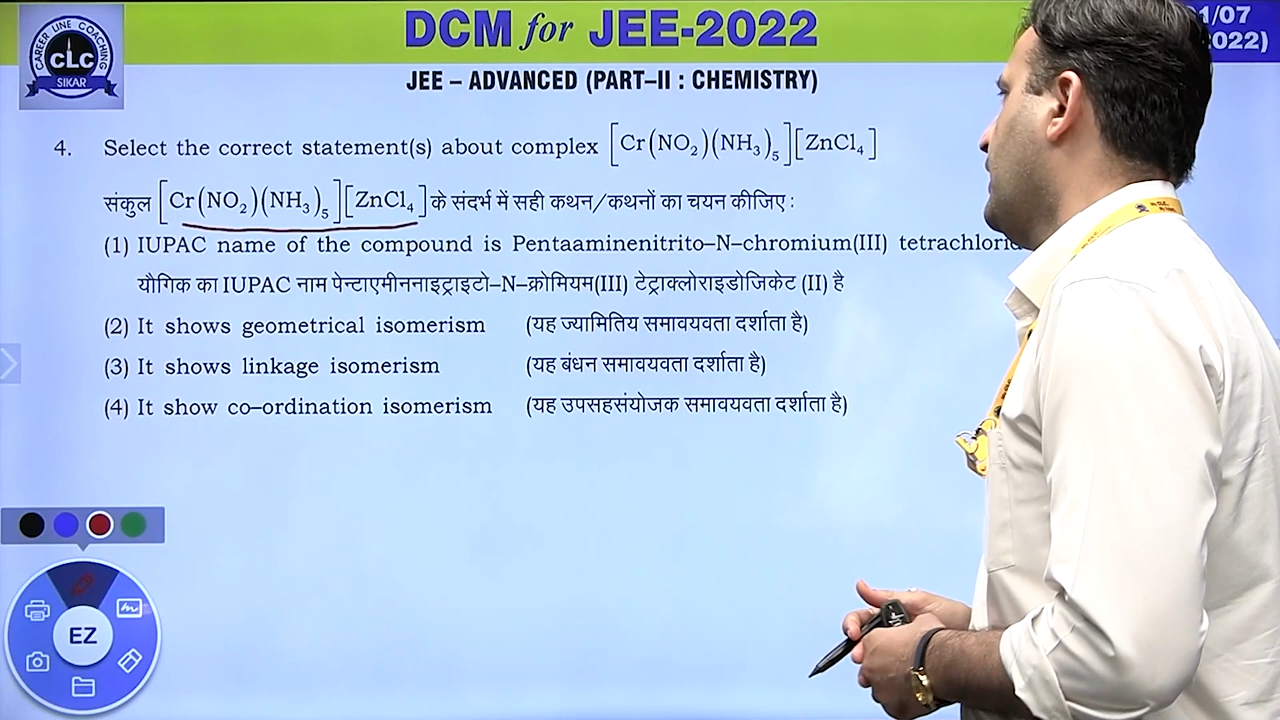 DCM for JEE-2022
1/07
2022)
CAREER LINE COACHING
CLC
SIKAR
JEE – ADVANCED (PART–II : CHEMISTRY)
4. Select the correct statement(s) about complex [Cr(NO₂)(NH₃)₅][ZnCl₄]
संकुल [Cr(NO₂)(NH₃)₅][ZnCl₄] के संदर्भ में सही कथन/कथनों का चयन कीजिए :
(1) IUPAC name of the compound is Pentaaminenitrito–N–chromium(III) tetrachlorid
यौगिक का IUPAC नाम पेन्टाएमीननाइट्राइटो–N–क्रोमियम(III) टेट्राक्लोराइडोजिंकेट (II) है
(2) It shows geometrical isomerism (यह ज्यामितिय समावयवता दर्शाता है)
(3) It shows linkage isomerism (यह बंधन समावयवता दर्शाता है)
(4) It show co–ordination isomerism (यह उपसहसंयोजक समावयवता दर्शाता है)
EZ